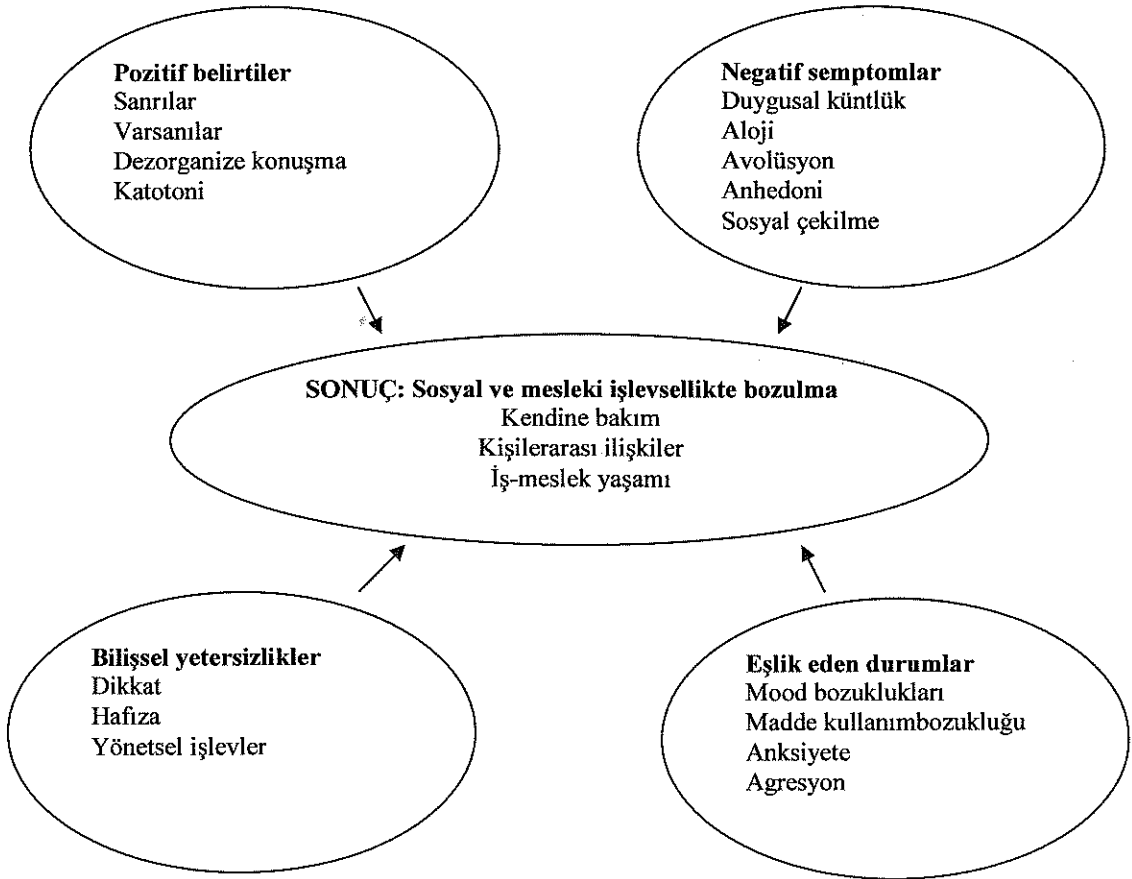 Pozitif belirtiler
Sanrılar
Varsanılar
Dezorganize konuşma
Katotoni
Negatif semptomlar
Duygusal küntlük
Aloji
Avolüsyon
Anhedoni
Sosyal çekilme
SONUÇ: Sosyal ve mesleki işlevsellikte bozulma
Kendine bakım
Kişilerarası ilişkiler
İş-meslek yaşamı
Bilişsel yetersizlikler
Dikkat
Hafıza
Yönetsel işlevler
Eşlik eden durumlar
Mood bozuklukları
Madde kullanımbozukluğu
Anksiyete
Agresyon